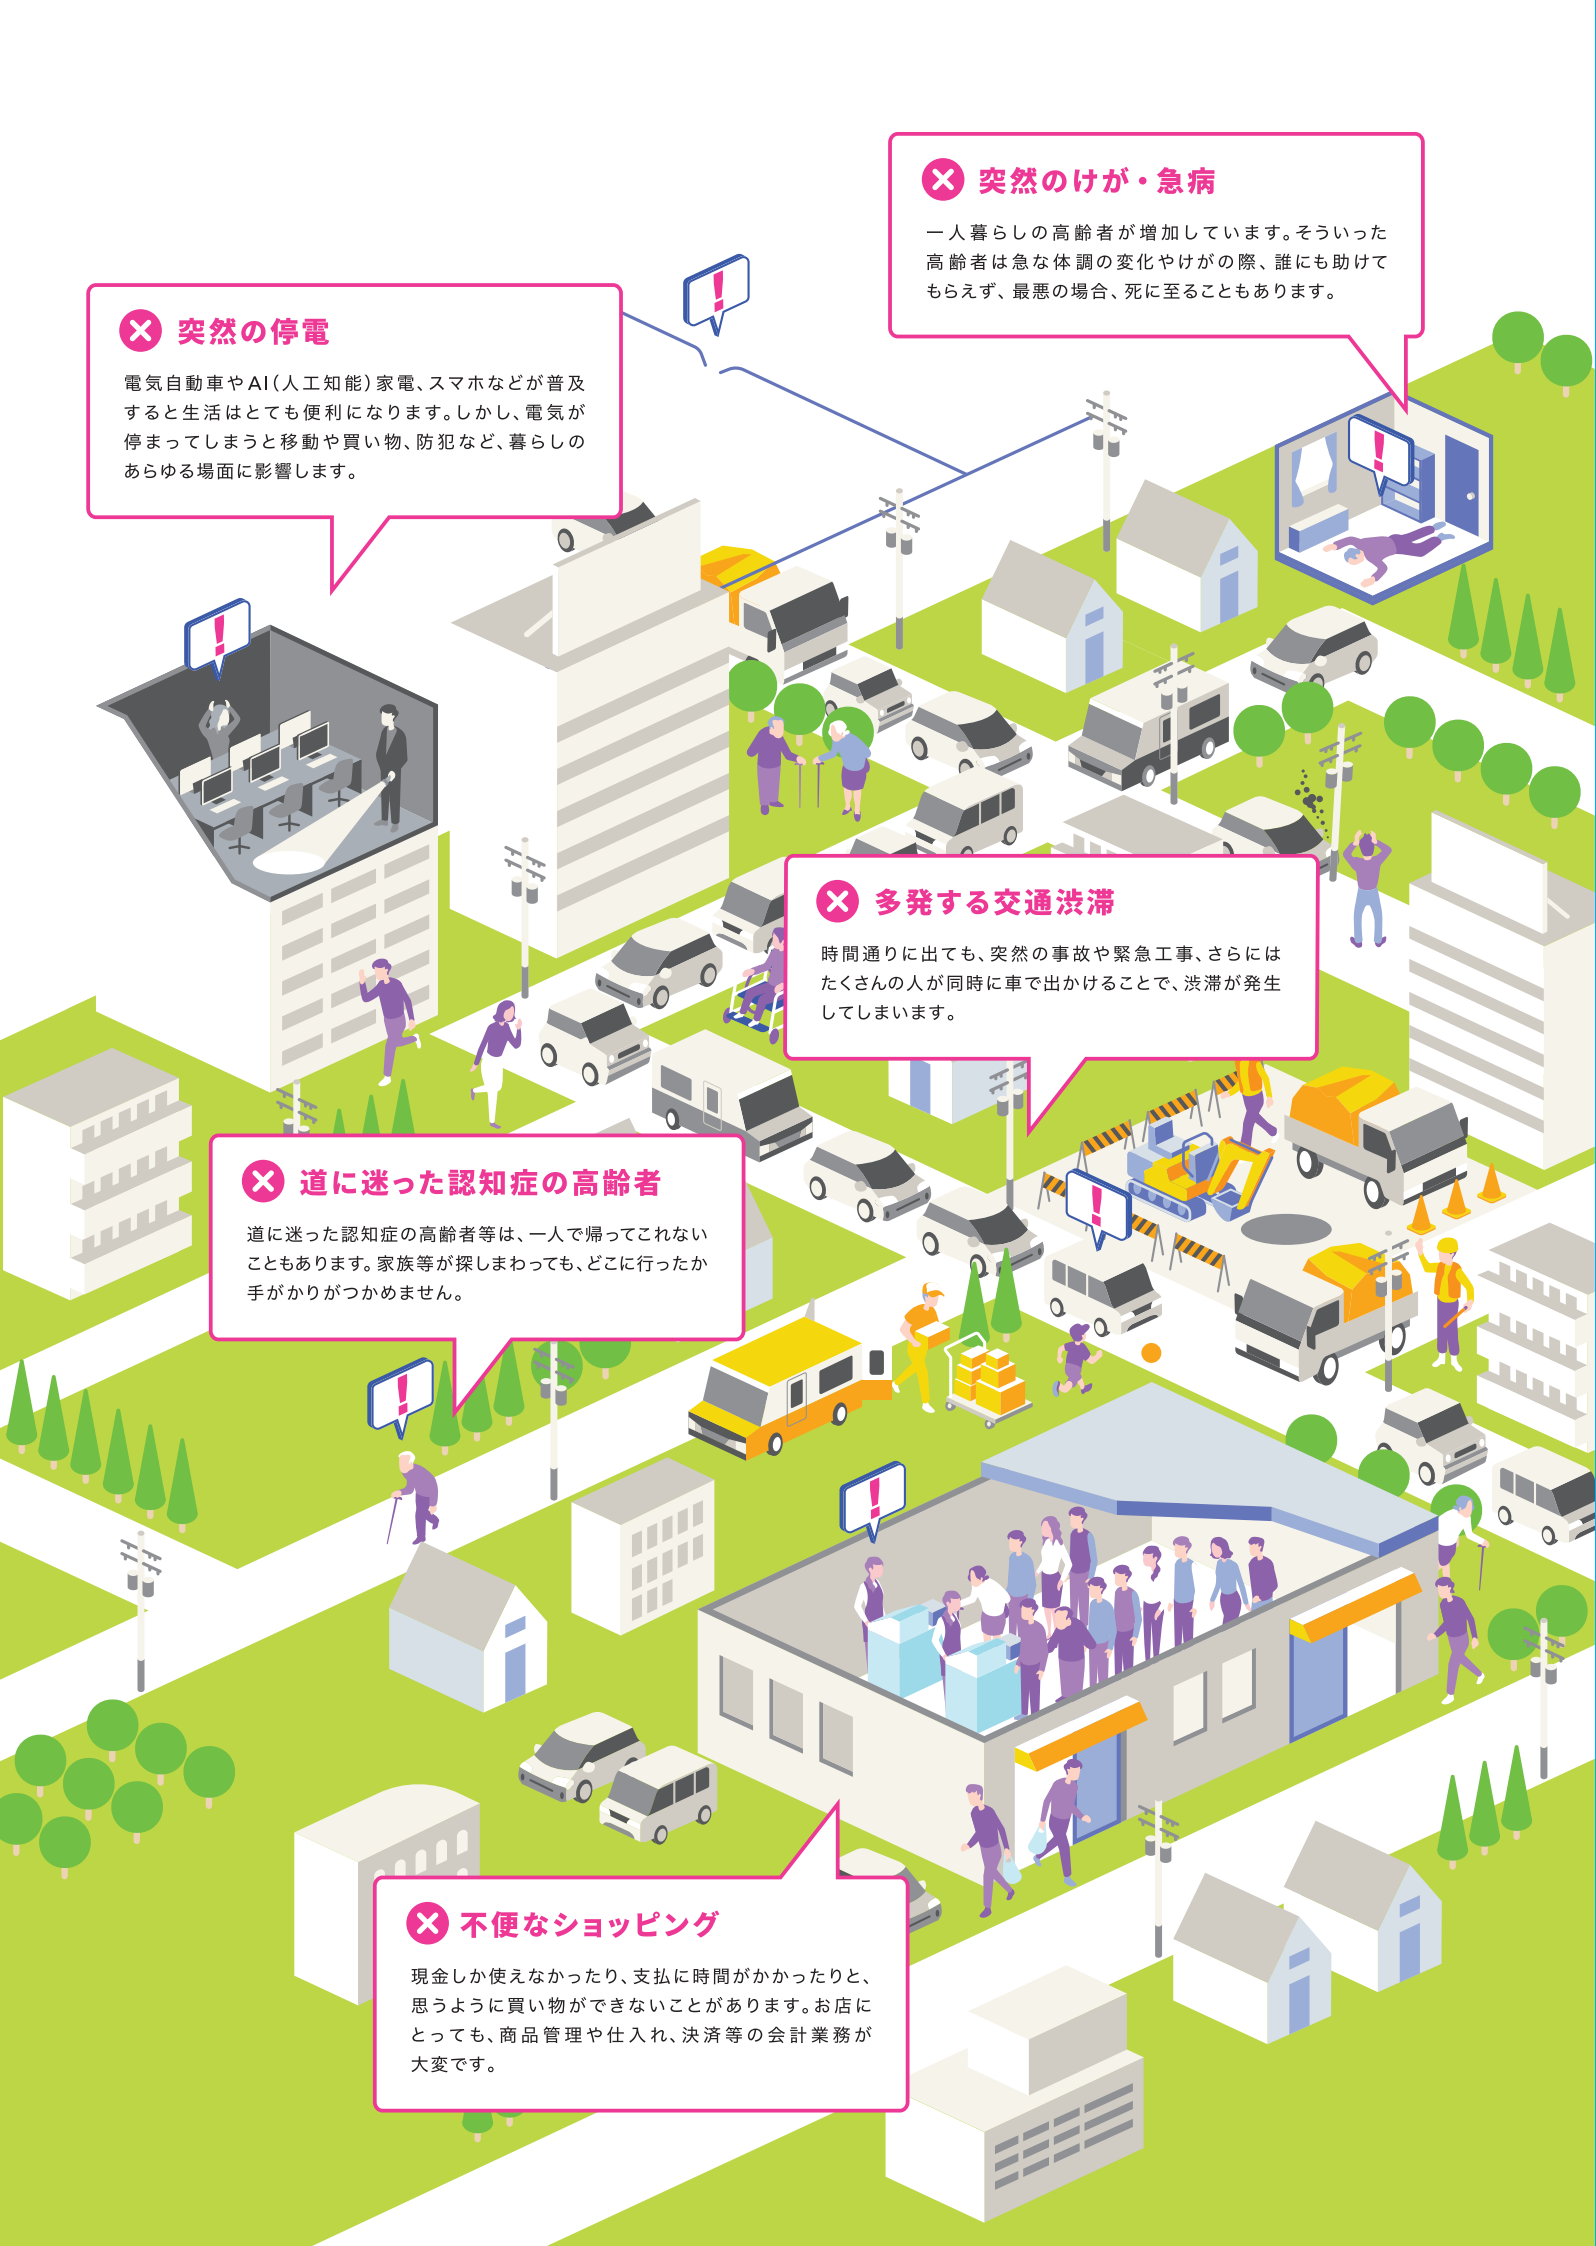 突然のけが・急病
一人暮らしの高齢者が増加しています。そういった
高齢者は急な体調の変化やけがの際、誰にも助けて
もらえず、最悪の場合、死に至ることもあります。
突然の停電
電気自動車やAI(人工知能)家電、スマホなどが普及
すると生活はとても便利になります。しかし、電気が
停まってしまうと移動や買い物、防犯など、暮らしの
あらゆる場面に影響します。
多発する交通渋滞
時間通りに出ても、突然の事故や緊急工事、さらには
たくさんの人が同時に車で出かけることで、渋滞が発生
してしまいます。
道に迷った認知症の高齢者
道に迷った認知症の高齢者等は、一人で帰ってこれない
こともあります。家族等が探しまわっても、どこに行ったか
手がかりがつかめません。
不便なショッピング
現金しか使えなかったり、支払に時間がかかったりと、
思うように買い物ができないことがあります。お店に
とっても、商品管理や仕入れ、決済等の会計業務が
大変です。